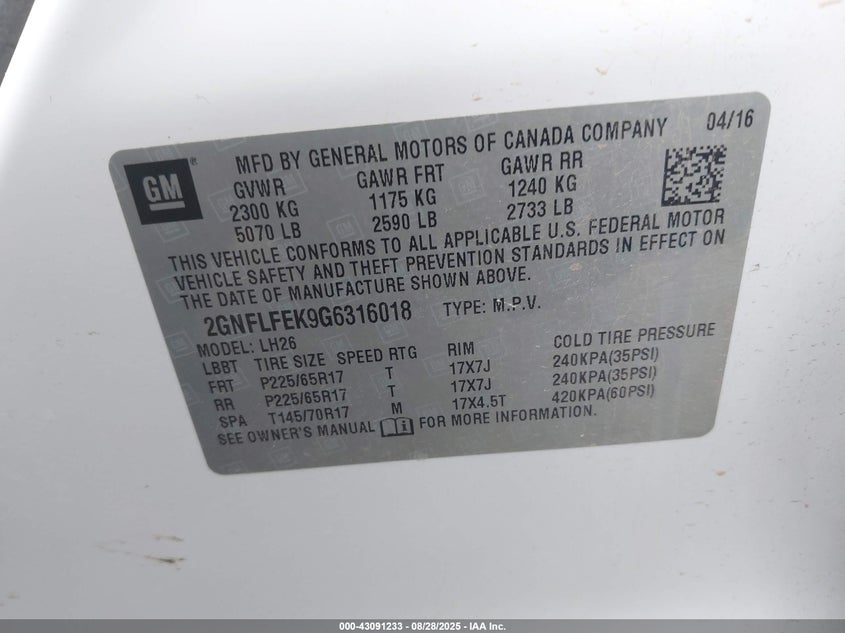 GM
MFD BY GENERAL MOTORS OF CANADA COMPANY 04/16
GVWR GAWR FRT GAWR RR
2300 KG 1175 KG 1240 KG
5070 LB 2590 LB 2733 LB
THIS VEHICLE CONFORMS TO ALL APPLICABLE U.S. FEDERAL MOTOR
VEHICLE SAFETY AND THEFT PREVENTION STANDARDS IN EFFECT ON
THE DATE OF MANUFACTURE SHOWN ABOVE.
2GNFLFEK9G6316018 TYPE: M.P.V.
MODEL: LH26
LBBT TIRE SIZE SPEED RTG RIM COLD TIRE PRESSURE
FRT P225/65R17 T 17X7J 240KPA(35PSI)
RR P225/65R17 T 17X7J 240KPA(35PSI)
SPA T145/70R17 M 17X4.5T 420KPA(60PSI)
SEE OWNER'S MANUAL FOR MORE INFORMATION.
000-43091233 - 08/28/2025 - IAA Inc.